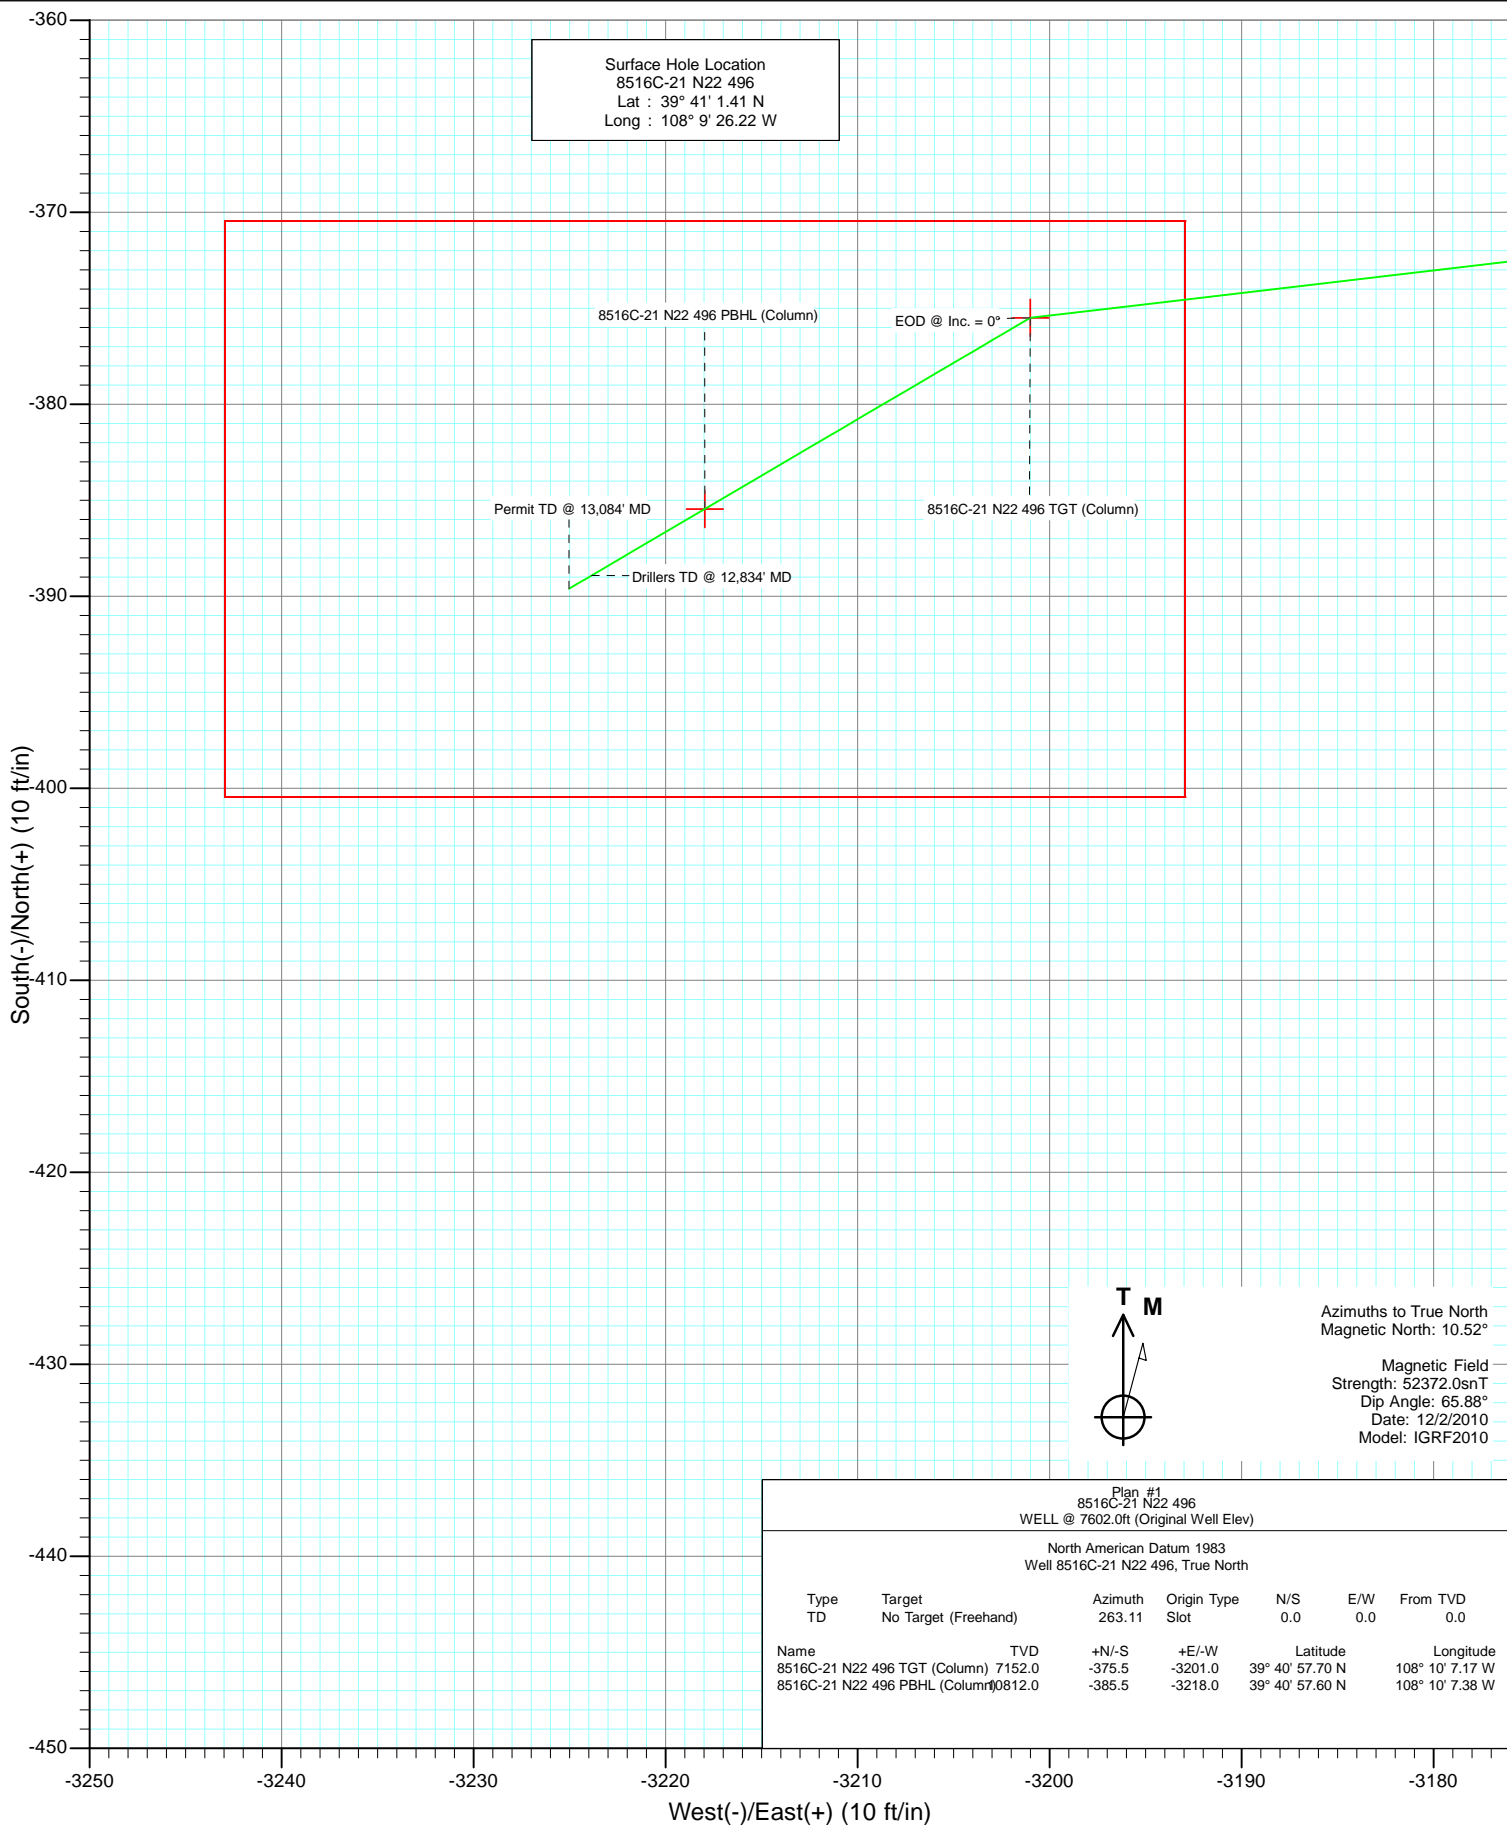 -360
-370
-380
-390
-400
-410
-420
-430
-440
-450
South(-)/North(+) (10 ft/in)
Surface Hole Location
8516C-21 N22 496
Lat : 39° 41' 1.41 N
Long : 108° 9' 26.22 W
8516C-21 N22 496 PBHL (Column)
EOD @ Inc. = 0°
Permit TD @ 13,084' MD
8516C-21 N22 496 TGT (Column)
Drillers TD @ 12,834' MD
T M
Azimuths to True North
Magnetic North: 10.52°
Magnetic Field
Strength: 52372.0snT
Dip Angle: 65.88°
Date: 12/2/2010
Model: IGRF2010
Plan #1
8516C-21 N22 496
WELL @ 7602.0ft (Original Well Elev)
North American Datum 1983
Well 8516C-21 N22 496, True North
Type Target Azimuth Origin Type N/S E/W From TVD
TD No Target (Freehand) 263.11 Slot 0.0 0.0 0.0
Name TVD +N/-S +E/-W Latitude Longitude
8516C-21 N22 496 TGT (Column) 7152.0 -375.5 -3201.0 39° 40' 57.70 N 108° 10' 7.17 W
8516C-21 N22 496 PBHL (Column) 10812.0 -385.5 -3218.0 39° 40' 57.60 N 108° 10' 7.38 W
-3250 -3240 -3230 -3220 -3210 -3200 -3190 -3180
West(-)/East(+) (10 ft/in)